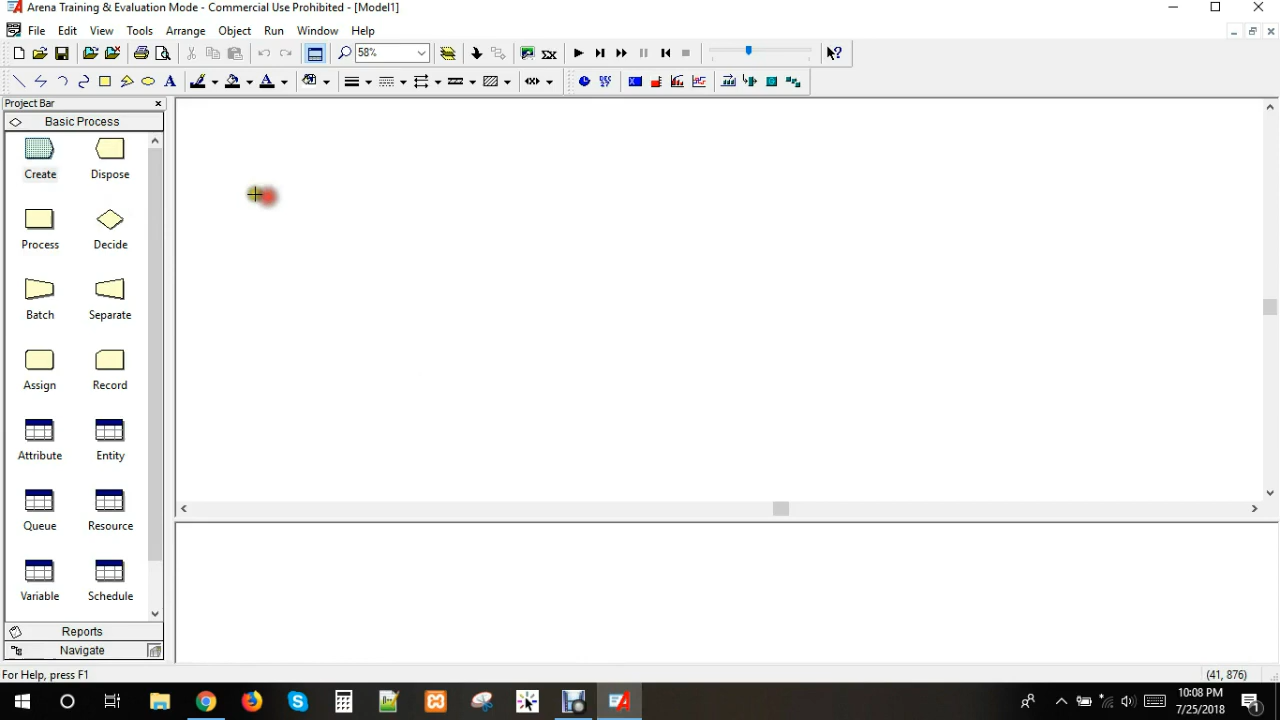 Arena Training & Evaluation Mode - Commercial Use Prohibited - [Model1]
File Edit View Tools Arrange Object Run Window Help
58%
Project Bar
Basic Process
Create Dispose
Process Decide
Batch Separate
Assign Record
Attribute Entity
Queue Resource
Variable Schedule
Reports
Navigate
For Help, press F1
(41, 876)
10:08 PM
7/25/2018